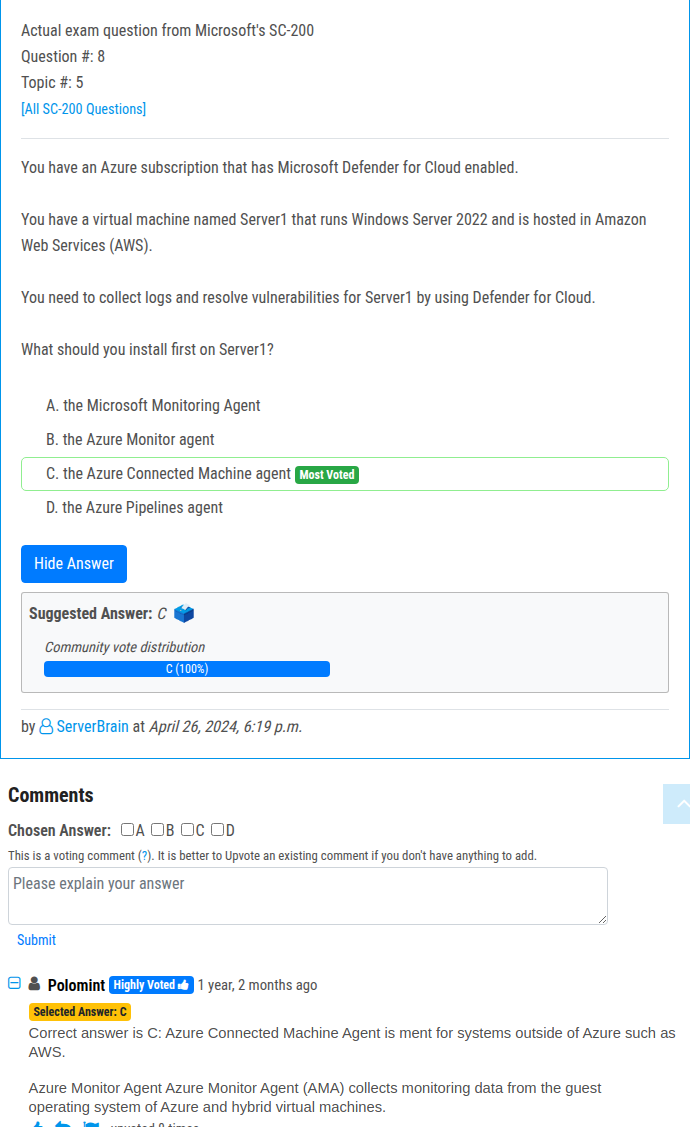 Actual exam question from Microsoft's SC-200
Question #: 8
Topic #: 5
[All SC-200 Questions]
You have an Azure subscription that has Microsoft Defender for Cloud enabled.
You have a virtual machine named Server1 that runs Windows Server 2022 and is hosted in Amazon
Web Services (AWS).
You need to collect logs and resolve vulnerabilities for Server1 by using Defender for Cloud.
What should you install first on Server1?
A. the Microsoft Monitoring Agent
B. the Azure Monitor agent
C. the Azure Connected Machine agent Most Voted
D. the Azure Pipelines agent
Hide Answer
Suggested Answer: C
Community vote distribution
C (100%)
by ServerBrain at April 26, 2024, 6:19 p.m.
Comments
Chosen Answer: A B C D
This is a voting comment (?). It is better to Upvote an existing comment if you don't have anything to add.
Please explain your answer
Submit
Polomint Highly Voted 1 year, 2 months ago
Selected Answer: C
Correct answer is C: Azure Connected Machine Agent is ment for systems outside of Azure such as
AWS.
Azure Monitor Agent Azure Monitor Agent (AMA) collects monitoring data from the guest
operating system of Azure and hybrid virtual machines.